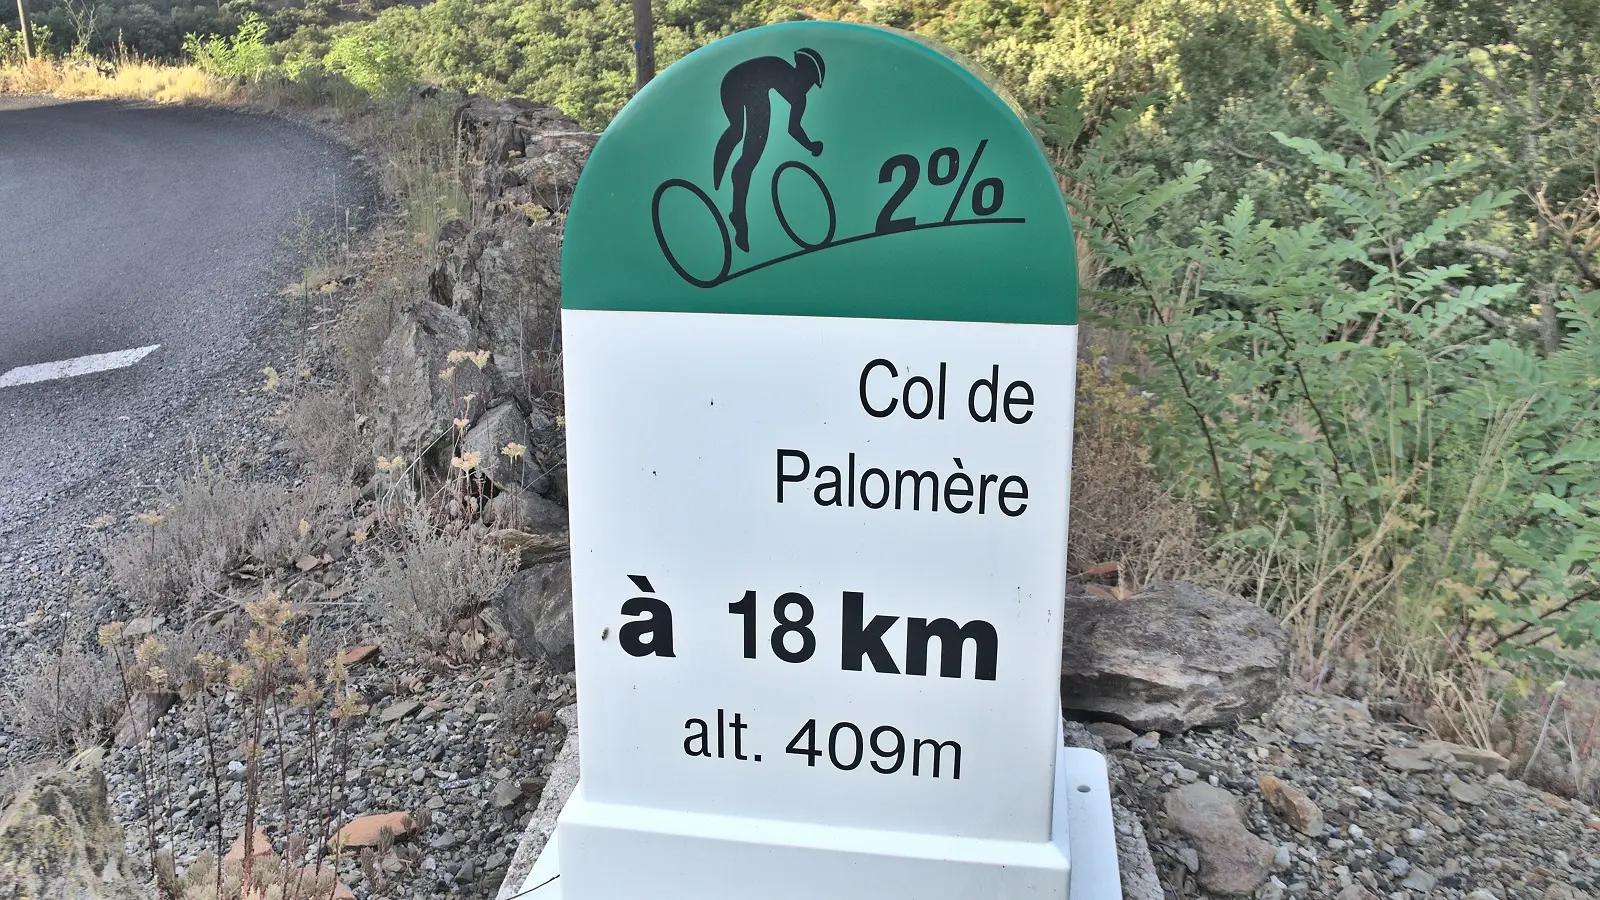 2%
Col de
Palomère
à 18 km
alt. 409m